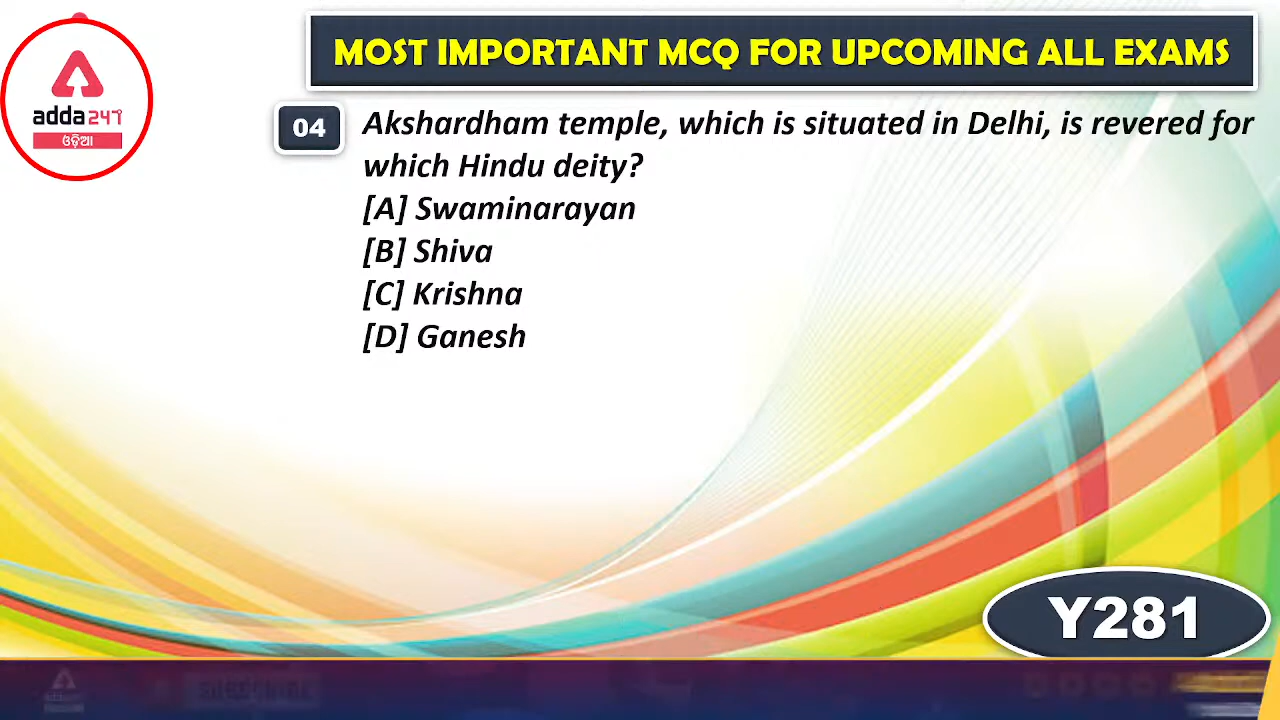 MOST IMPORTANT MCQ FOR UPCOMING ALL EXAMS
adda247
ଓଡ଼ିଆ
04
Akshardham temple, which is situated in Delhi, is revered for
which Hindu deity?
[A] Swaminarayan
[B] Shiva
[C] Krishna
[D] Ganesh
Y281